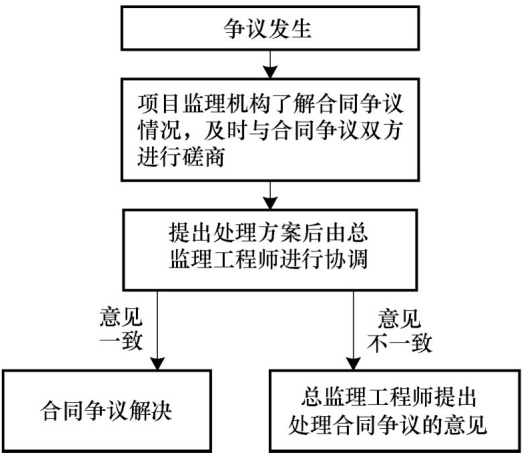 争议发生
项目监理机构了解合同争议
情况，及时与合同争议双方
进行磋商
提出处理方案后由总
监理工程师进行协调
意见
一致
意见
不一致
合同争议解决
总监理工程师提出
处理合同争议的意见